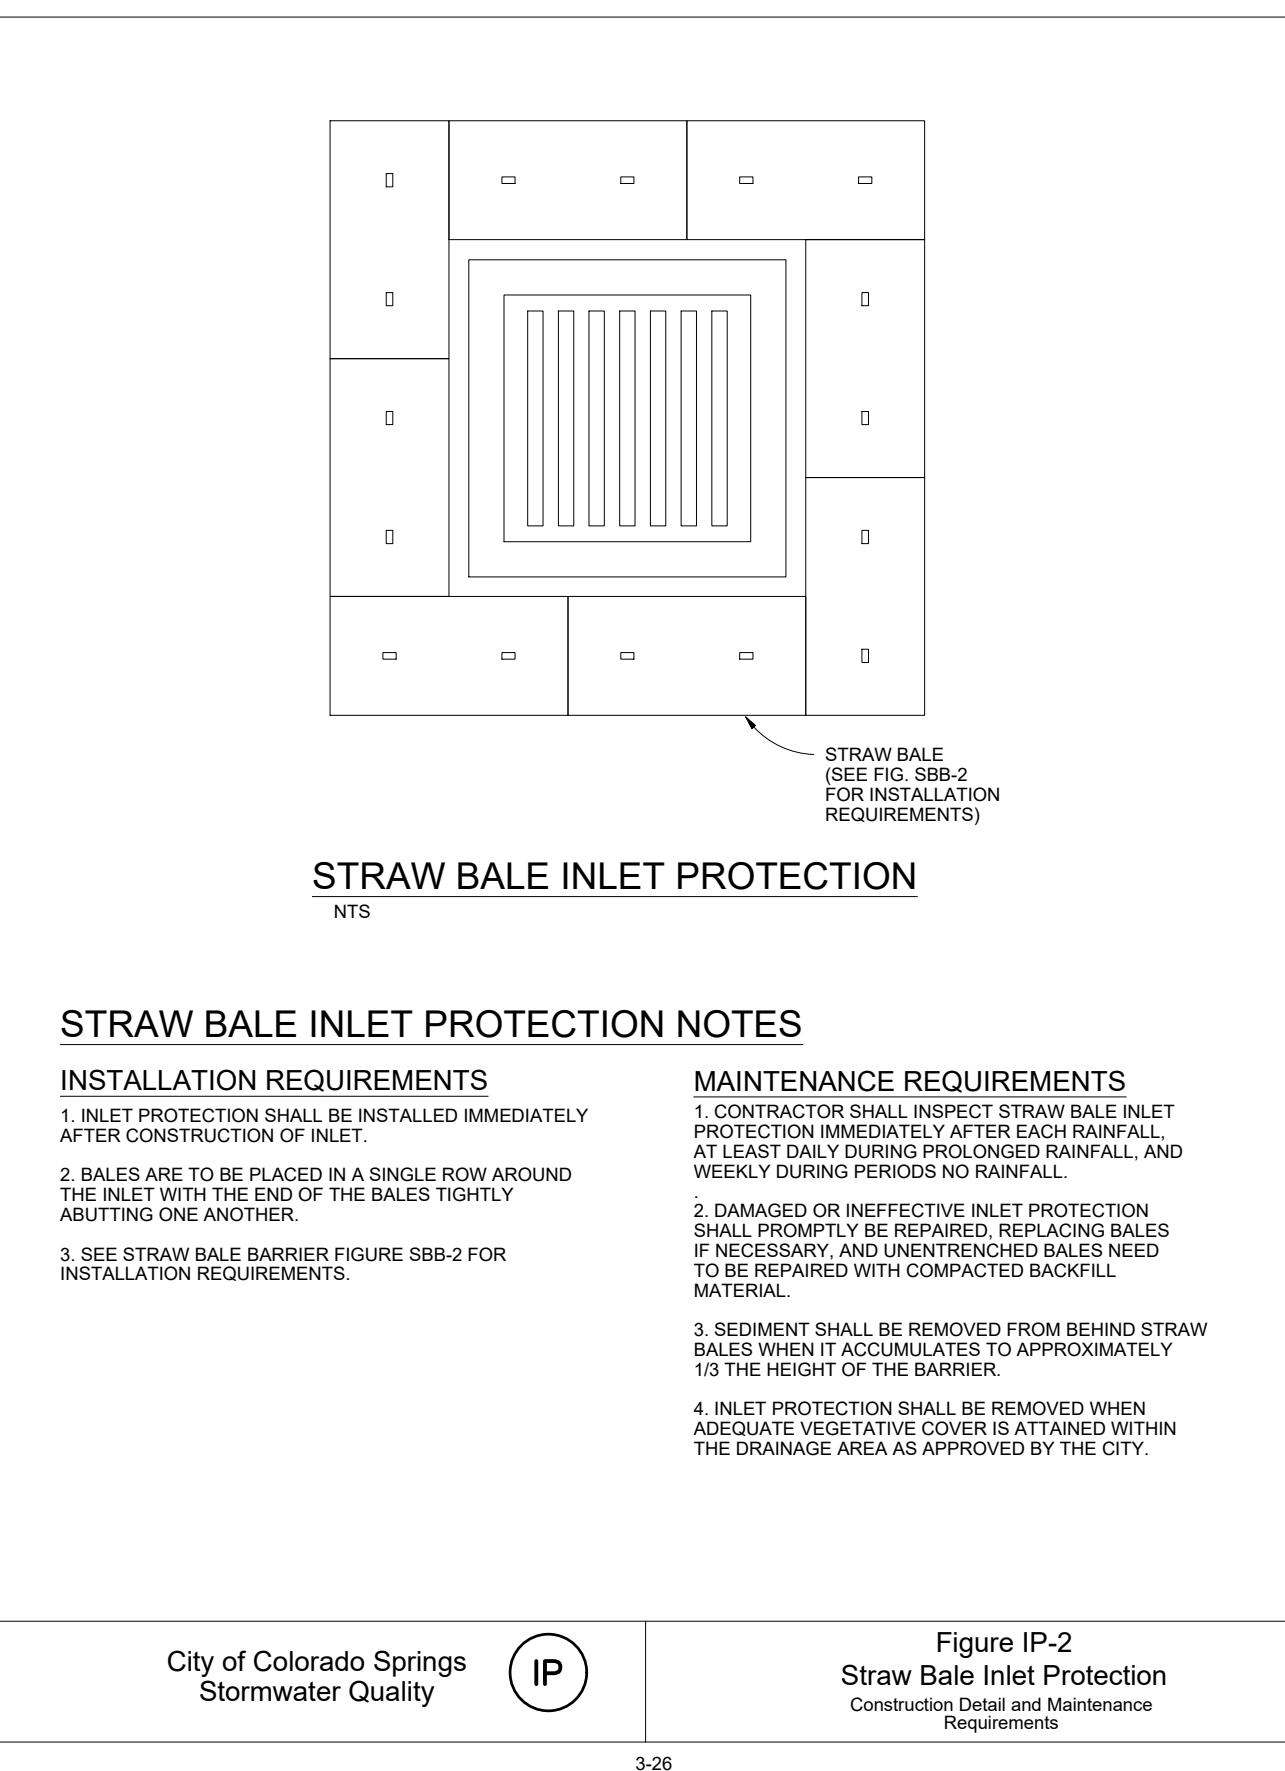 STRAW BALE
(SEE FIG. SBB-2
FOR INSTALLATION
REQUIREMENTS)
STRAW BALE INLET PROTECTION
NTS
STRAW BALE INLET PROTECTION NOTES
INSTALLATION REQUIREMENTS
1. INLET PROTECTION SHALL BE INSTALLED IMMEDIATELY
AFTER CONSTRUCTION OF INLET.
2. BALES ARE TO BE PLACED IN A SINGLE ROW AROUND
THE INLET WITH THE END OF THE BALES TIGHTLY
ABUTTING ONE ANOTHER.
3. SEE STRAW BALE BARRIER FIGURE SBB-2 FOR
INSTALLATION REQUIREMENTS.
MAINTENANCE REQUIREMENTS
1. CONTRACTOR SHALL INSPECT STRAW BALE INLET
PROTECTION IMMEDIATELY AFTER EACH RAINFALL,
AT LEAST DAILY DURING PROLONGED RAINFALL, AND
WEEKLY DURING PERIODS NO RAINFALL.
.
2. DAMAGED OR INEFFECTIVE INLET PROTECTION
SHALL PROMPTLY BE REPAIRED, REPLACING BALES
IF NECESSARY, AND UNENTRENCHED BALES NEED
TO BE REPAIRED WITH COMPACTED BACKFILL
MATERIAL.
3. SEDIMENT SHALL BE REMOVED FROM BEHIND STRAW
BALES WHEN IT ACCUMULATES TO APPROXIMATELY
1/3 THE HEIGHT OF THE BARRIER.
4. INLET PROTECTION SHALL BE REMOVED WHEN
ADEQUATE VEGETATIVE COVER IS ATTAINED WITHIN
THE DRAINAGE AREA AS APPROVED BY THE CITY.
City of Colorado Springs
Stormwater Quality
IP
Figure IP-2
Straw Bale Inlet Protection
Construction Detail and Maintenance
Requirements
3-26